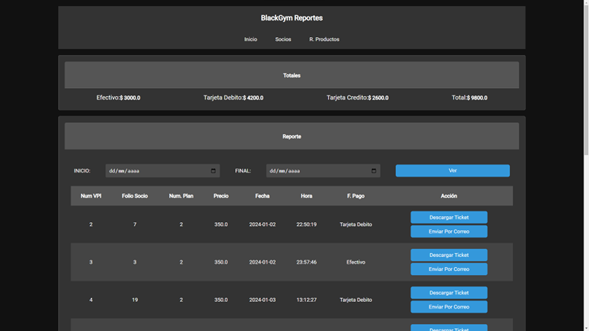 BlackGym Reportes
Inicio Socios R. Productos
Totales
Efectivo:$ 3000.0 Tarjeta Debito:$ 4200.0 Tarjeta Credito:$ 2600.0 Total:$ 9800.0
Reporte
INICIO: dd/mm/aaaa FINAL: dd/mm/aaaa Ver
Num VPl Folio Socio Num. Plan Precio Fecha Hora F. Pago Acción
2 7 2 350.0 2024-01-02 22:50:19 Tarjeta Debito Descargar Ticket
Enviar Por Correo
3 3 2 350.0 2024-01-02 23:57:46 Efectivo Descargar Ticket
Enviar Por Correo
4 19 2 350.0 2024-01-03 13:12:27 Tarjeta Debito Descargar Ticket
Enviar Por Correo
Descargar Ticket